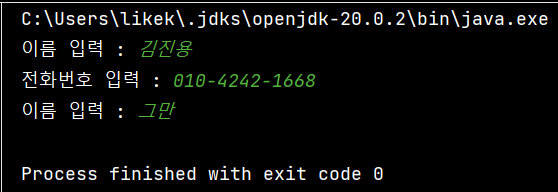 C:\Users\likek\.jdks\openjdk-20.0.2\bin\java.exe
이름 입력 : 김진용
전화번호 입력 : 010-4242-1668
이름 입력 : 그만
Process finished with exit code 0